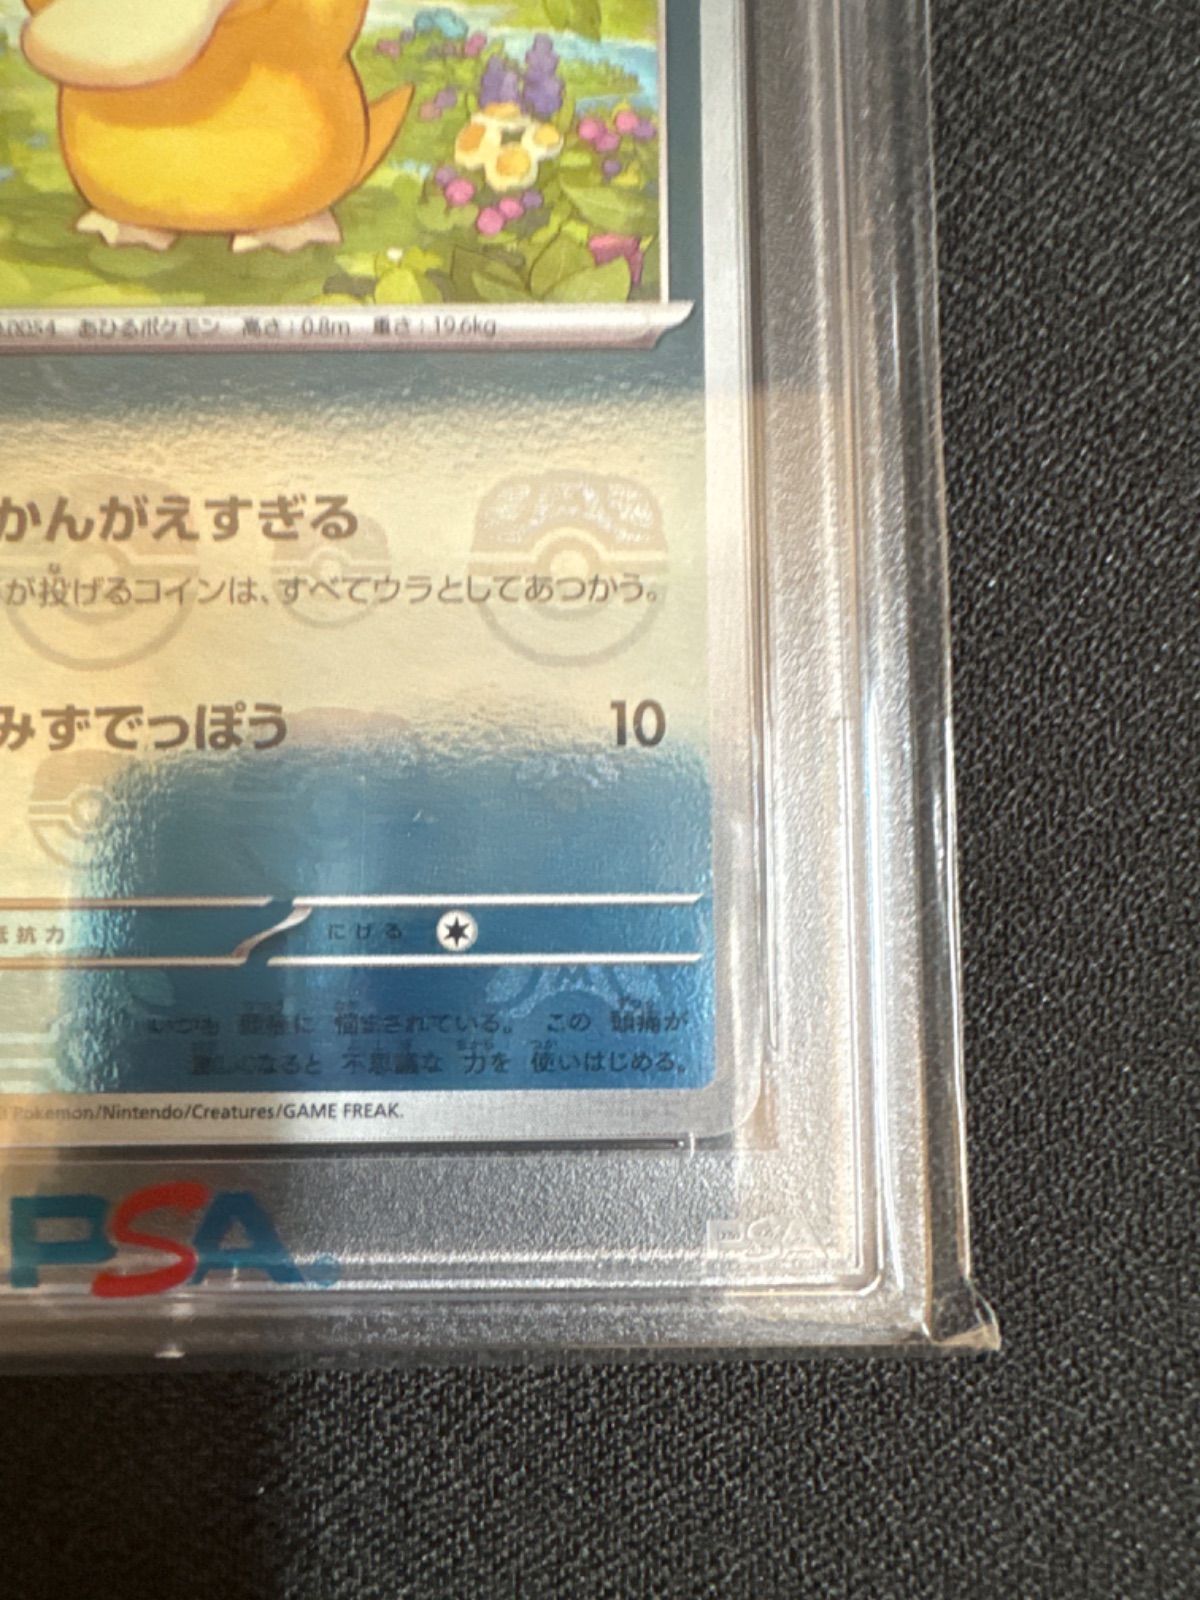 0054 あひるポケモン 高さ:0.8m 重さ:19.6kg
かんがえすぎる
が投げるコインは、すべてウラとしてあつかう。
みずでっぽう 10
抗力 にげる
いつも 頭痛に 悩まされている。 この 頭痛が
激しくなると 不思議な 力を 使いはじめる。
Pokémon/Nintendo/Creatures/GAME FREAK.
PSA
PSA